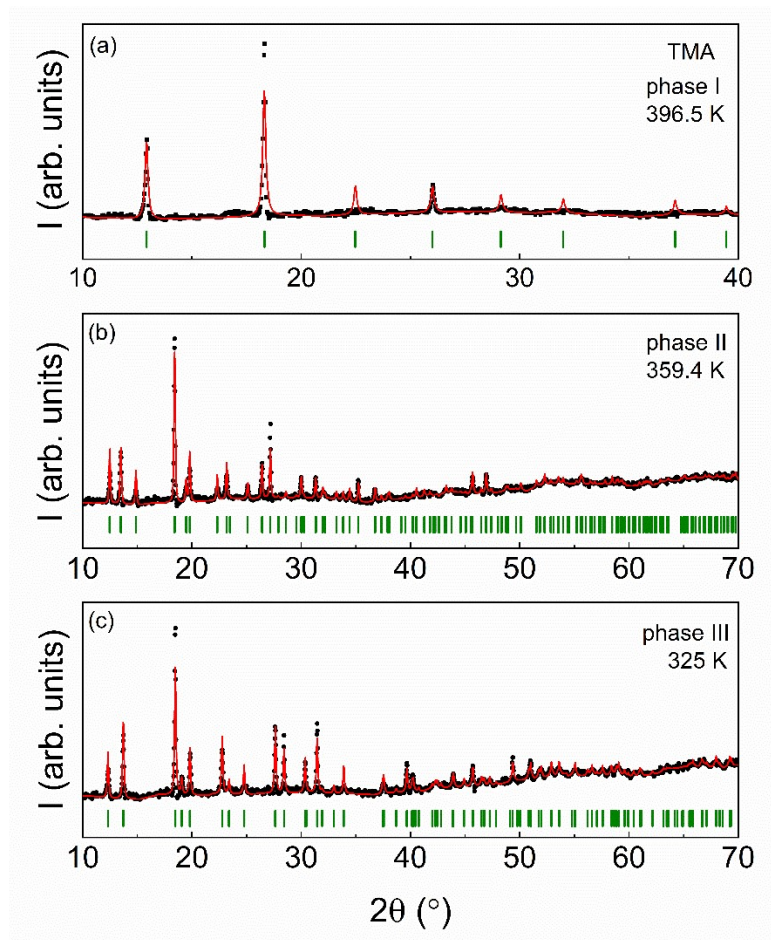 (a)
TMA
phase I
396.5 K
I (arb. units)
10 20 30 40
(b)
phase II
359.4 K
I (arb. units)
10 20 30 40 50 60 70
(c)
phase III
325 K
I (arb. units)
10 20 30 40 50 60 70
2θ (°)